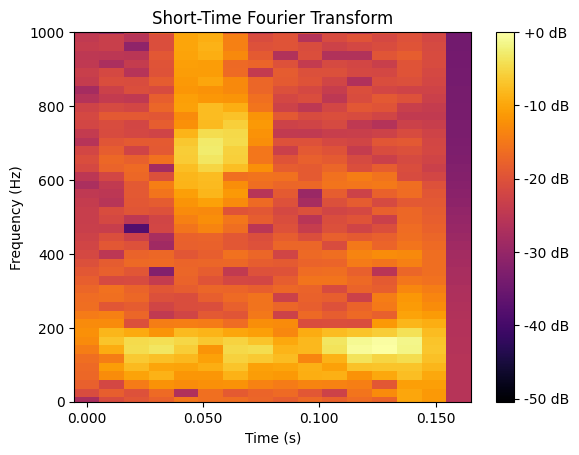 Short-Time Fourier Transform
1000
800
600
400
200
0
Frequency (Hz)
0.000
0.050
0.100
0.150
Time (s)
+0 dB
-10 dB
-20 dB
-30 dB
-40 dB
-50 dB